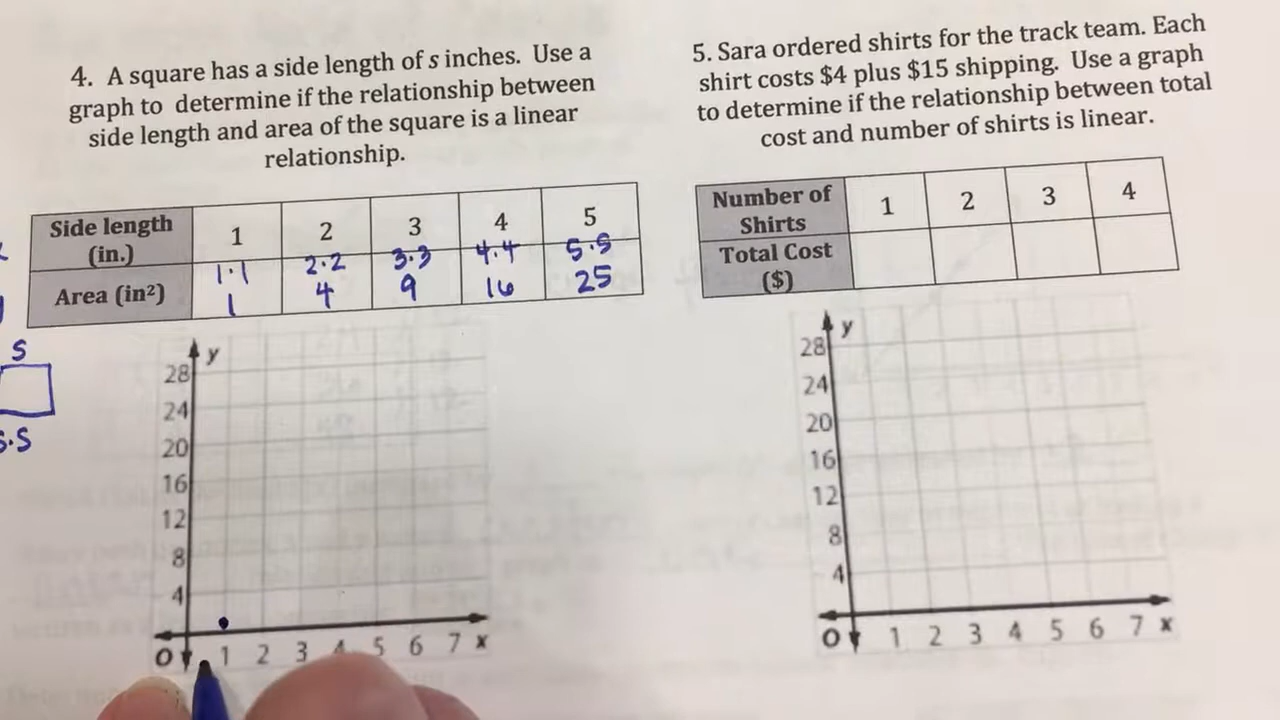 4. A square has a side length of s inches. Use a
graph to determine if the relationship between
side length and area of the square is a linear
relationship.
Side length
(in.)
1
2
3
4
5
Area (in²)
1·1
2·2
3·3
4·4
5·5
1
4
9
16
25
s
s·s
y
28
24
20
16
12
8
4
O
1
2
3
4
5
6
7
x
5. Sara ordered shirts for the track team. Each
shirt costs $4 plus $15 shipping. Use a graph
to determine if the relationship between total
cost and number of shirts is linear.
Number of
Shirts
1
2
3
4
Total Cost
($)
y
28
24
20
16
12
8
4
O
1
2
3
4
5
6
7
x